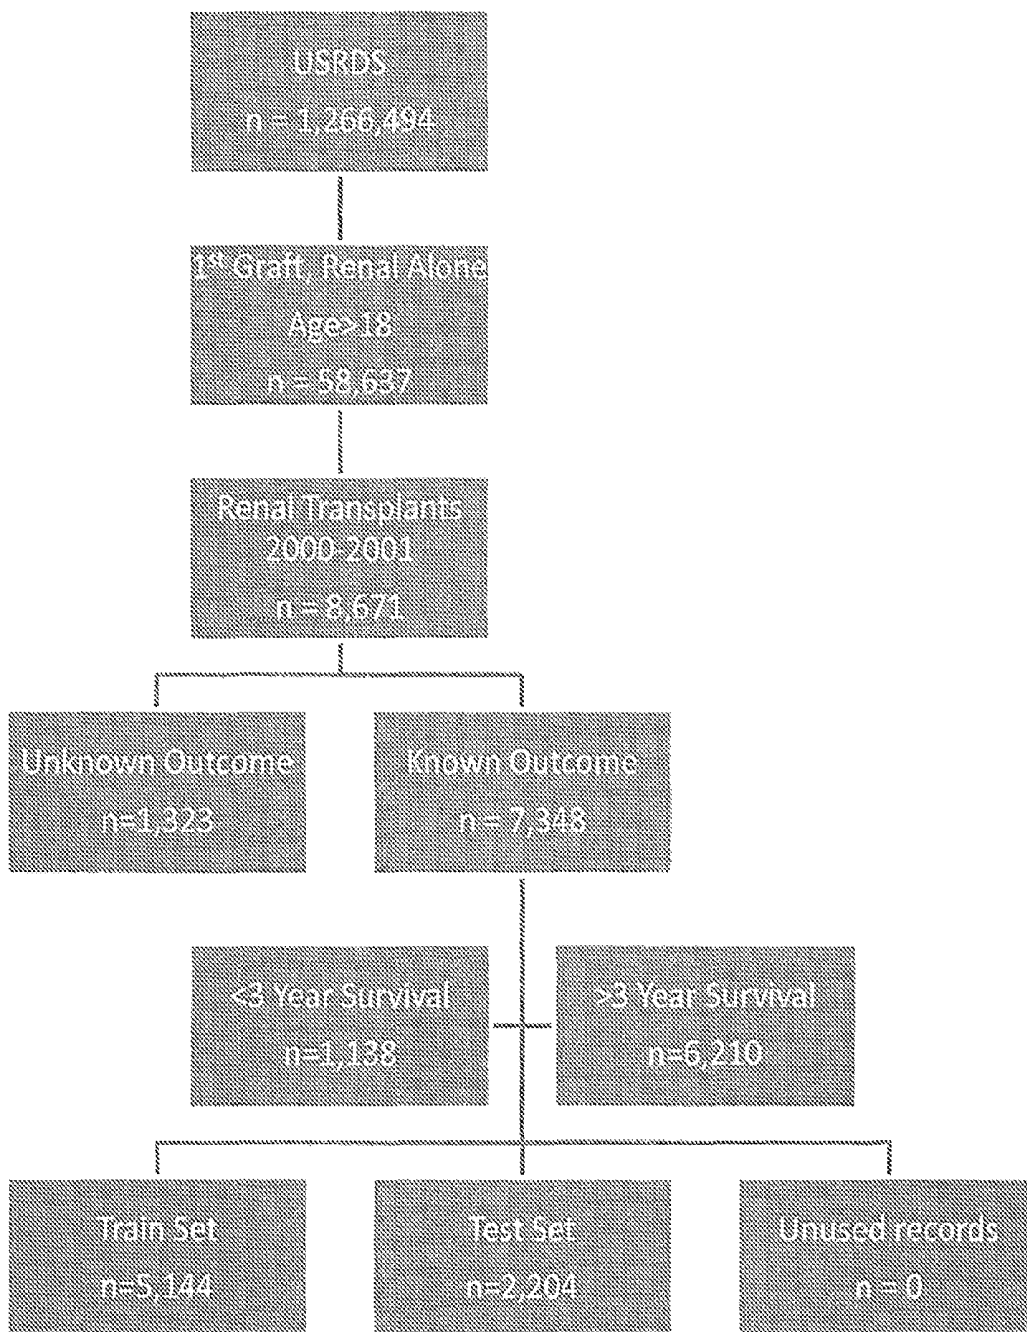 USRDS
n = 1,266,494
1st Graft, Renal Alone
Age>18
n = 58,637
Renal Transplants
2000-2001
n = 8,671
Unknown Outcome
n=1,323
Known Outcome
n = 7,348
<3 Year Survival
n=1,138
>3 Year Survival
n=6,210
Train Set
n=5,144
Test Set
n=2,204
Unused records
n = 0